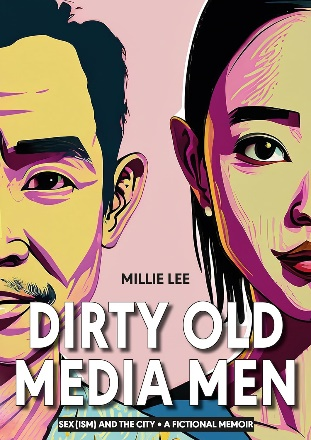 MILLIE LEE
DIRTY OLD
MEDIA MEN
SEX(ISM) AND THE CITY • A FICTIONAL MEMOIR